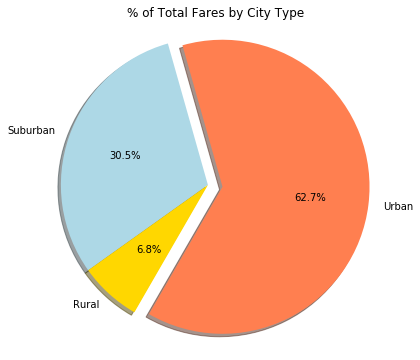 % of Total Fares by City Type
Suburban
30.5%
62.7%
Urban
6.8%
Rural